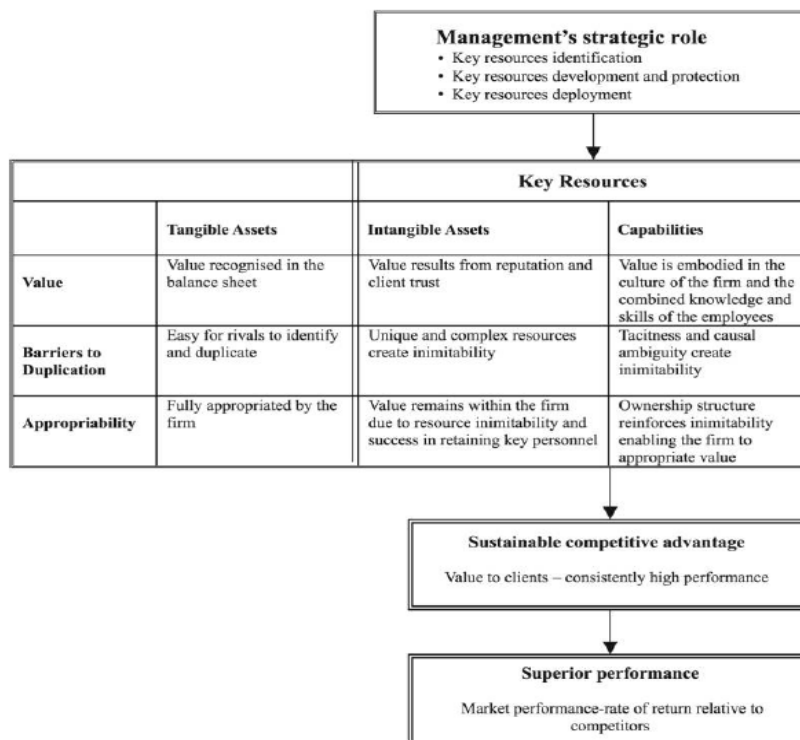 Management's strategic role
• Key resources identification
• Key resources development and protection
• Key resources deployment
Key Resources
Tangible Assets
Intangible Assets
Capabilities
Value
Value recognised in the
balance sheet
Value results from reputation and
client trust
Value is embodied in the
culture of the firm and the
combined knowledge and
skills of the employees
Barriers to
Duplication
Easy for rivals to identify
and duplicate
Unique and complex resources
create inimitability
Tacitness and causal
ambiguity create
inimitability
Appropriability
Fully appropriated by the
firm
Value remains within the firm
due to resource inimitability and
success in retaining key personnel
Ownership structure
reinforces inimitability
enabling the firm to
appropriate value
Sustainable competitive advantage
Value to clients – consistently high performance
Superior performance
Market performance-rate of return relative to
competitors